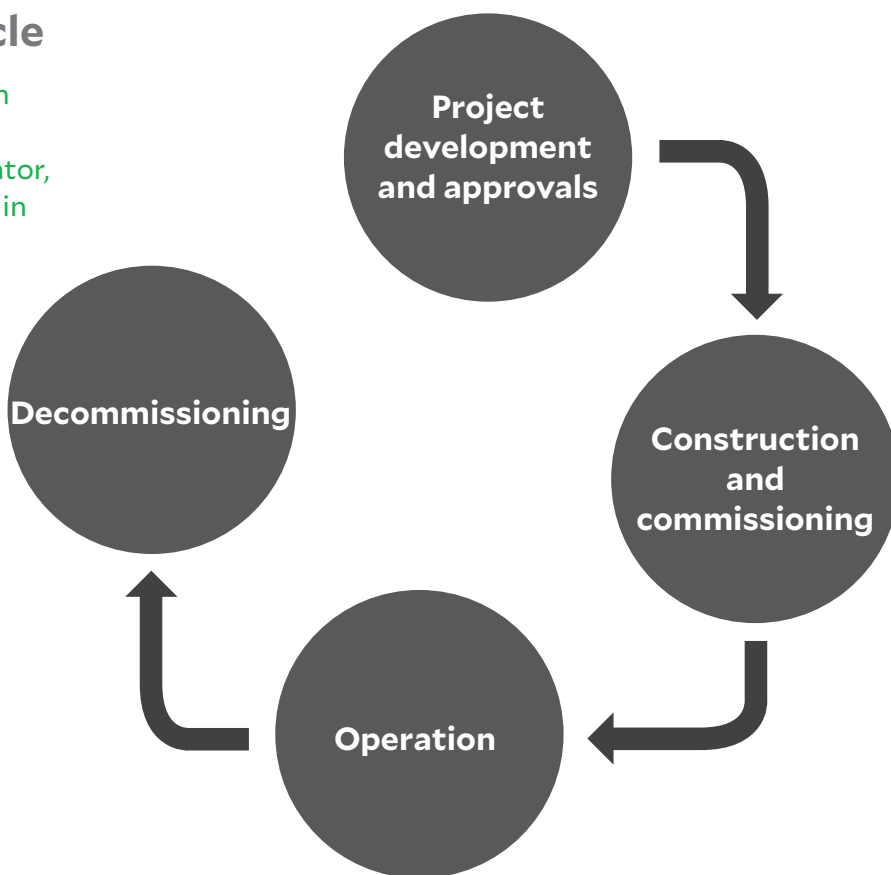 cle
n
ator,
in
Project
development
and approvals
Decommissioning
Construction
and
commissioning
Operation